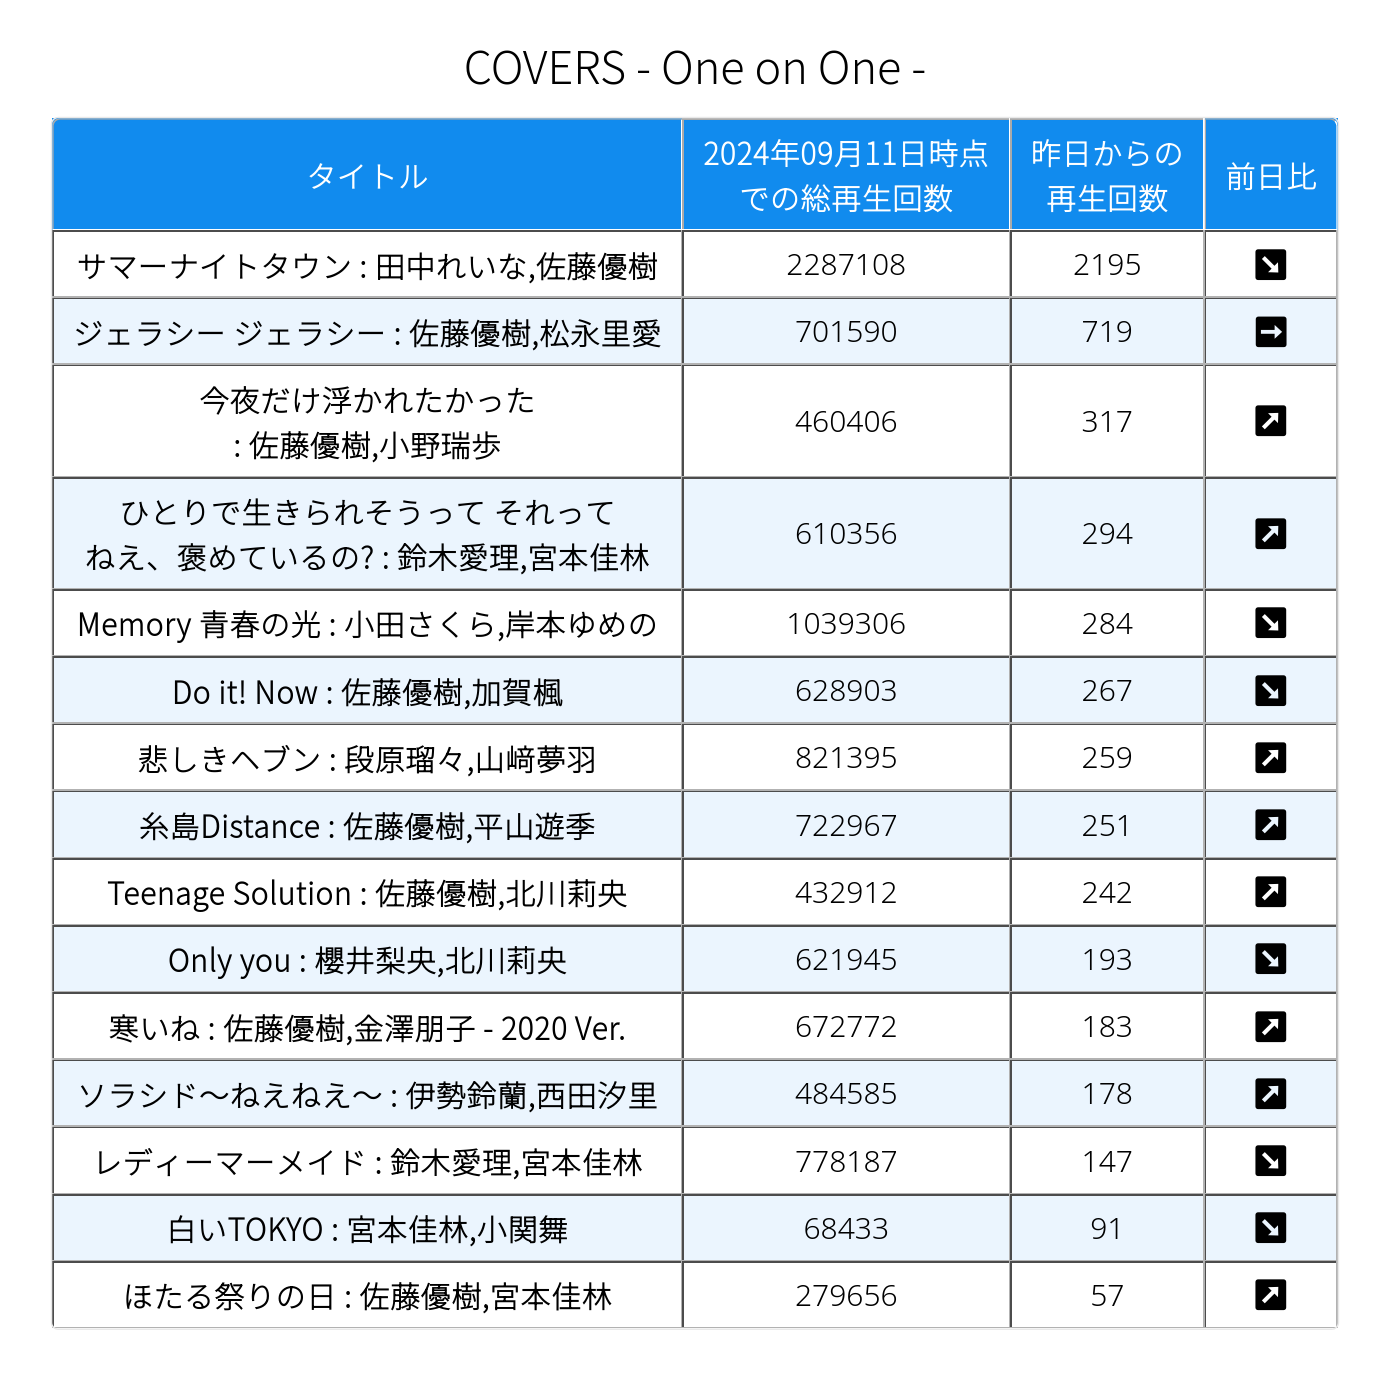 COVERS - One on One -
タイトル
2024年09月11日時点
での総再生回数
昨日からの
再生回数
前日比
サマーナイトタウン : 田中れいな,佐藤優樹
2287108
2195
ジェラシー ジェラシー : 佐藤優樹,松永里愛
701590
719
今夜だけ浮かれたかった
: 佐藤優樹,小野瑞歩
460406
317
ひとりで生きられそうって それって
ねえ、褒めているの? : 鈴木愛理,宮本佳林
610356
294
Memory 青春の光 : 小田さくら,岸本ゆめの
1039306
284
Do it! Now : 佐藤優樹,加賀楓
628903
267
悲しきヘブン : 段原瑠々,山﨑夢羽
821395
259
糸島Distance : 佐藤優樹,平山遊季
722967
251
Teenage Solution : 佐藤優樹,北川莉央
432912
242
Only you : 櫻井梨央,北川莉央
621945
193
寒いね : 佐藤優樹,金澤朋子 - 2020 Ver.
672772
183
ソラシド〜ねえねえ〜 : 伊勢鈴蘭,西田汐里
484585
178
レディーマーメイド : 鈴木愛理,宮本佳林
778187
147
白いTOKYO : 宮本佳林,小関舞
68433
91
ほたる祭りの日 : 佐藤優樹,宮本佳林
279656
57